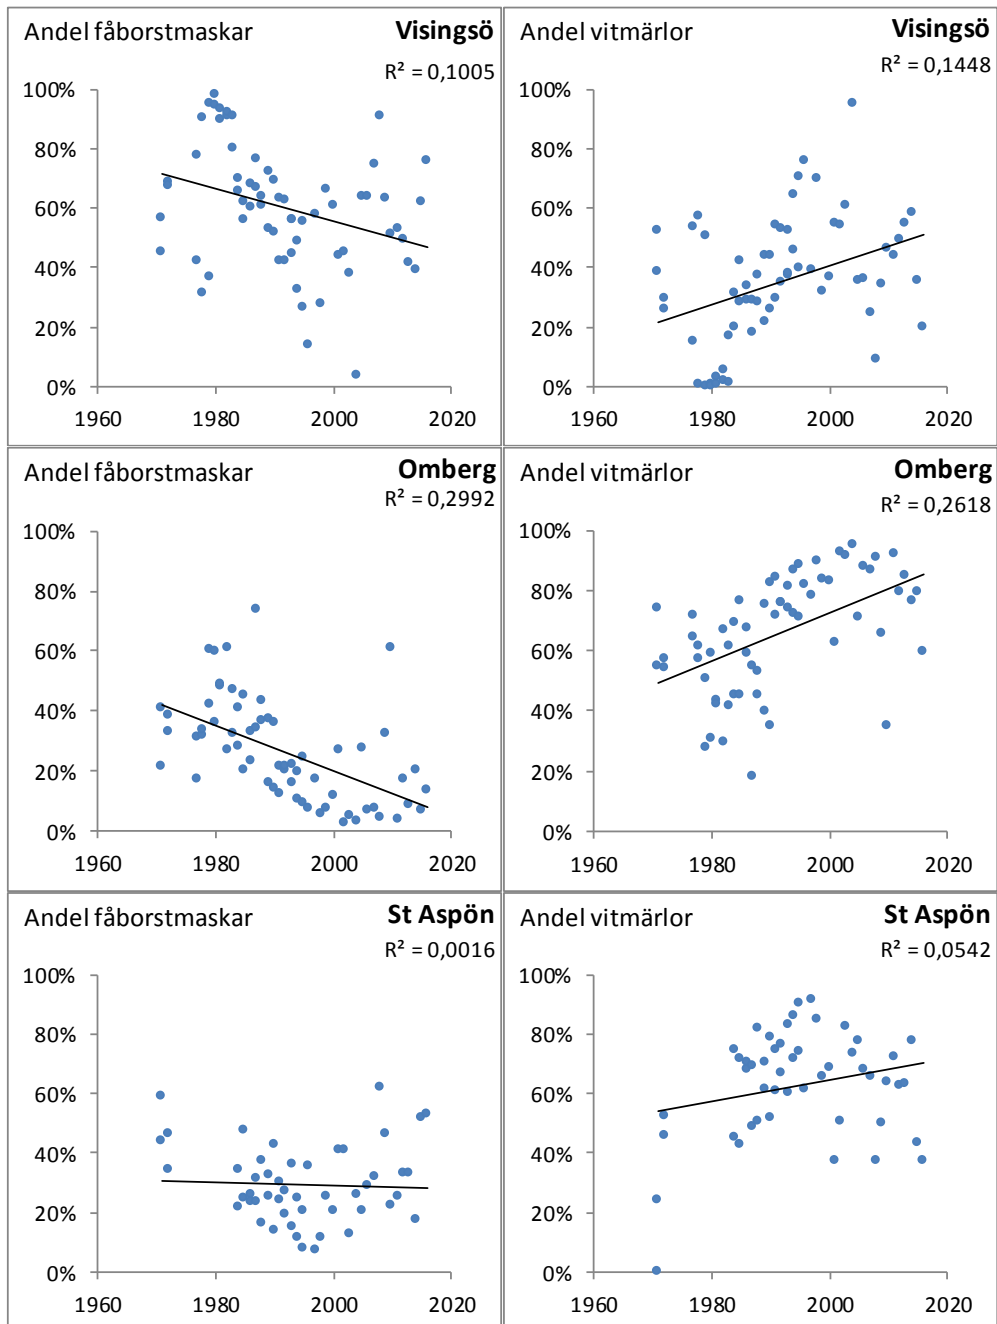 Andel fåborstmaskar Visingsö
R² = 0,1005
100%
80%
60%
40%
20%
0%
1960 1980 2000 2020
Andel vitmärlor Visingsö
R² = 0,1448
100%
80%
60%
40%
20%
0%
1960 1980 2000 2020
Andel fåborstmaskar Omberg
R² = 0,2992
100%
80%
60%
40%
20%
0%
1960 1980 2000 2020
Andel vitmärlor Omberg
R² = 0,2618
100%
80%
60%
40%
20%
0%
1960 1980 2000 2020
Andel fåborstmaskar St Aspön
R² = 0,0016
100%
80%
60%
40%
20%
0%
1960 1980 2000 2020
Andel vitmärlor St Aspön
R² = 0,0542
100%
80%
60%
40%
20%
0%
1960 1980 2000 2020